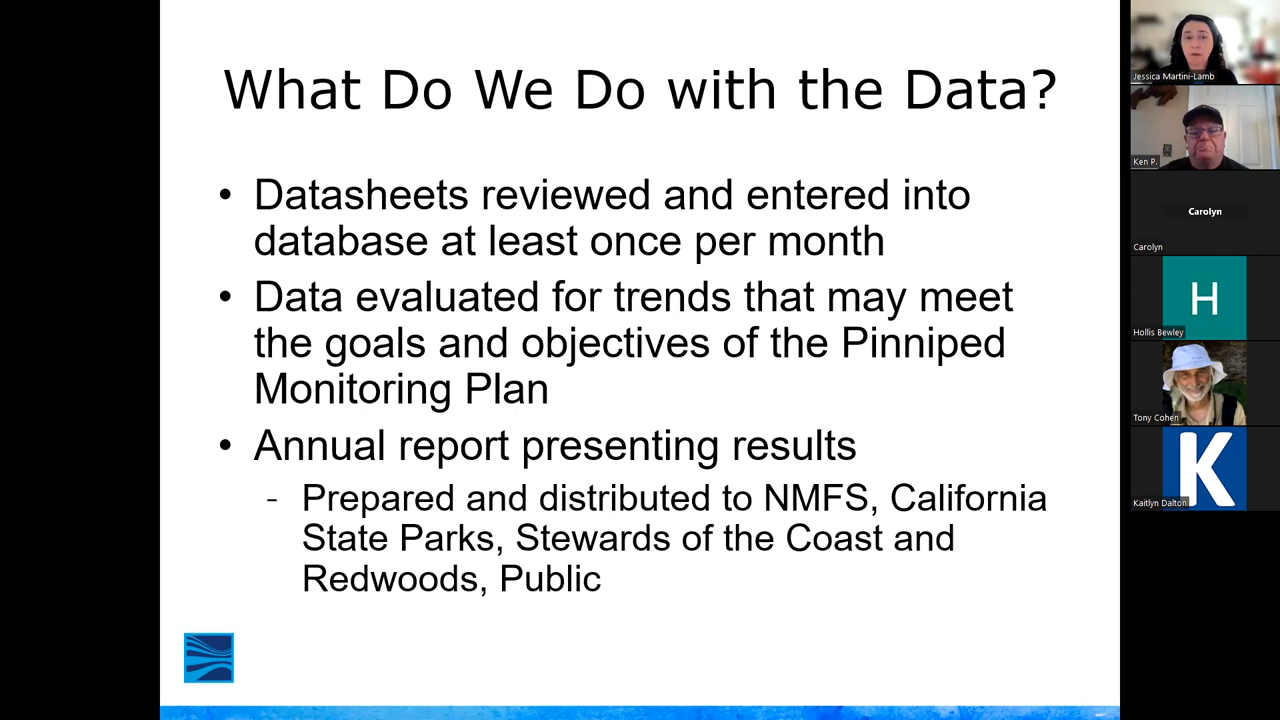 What Do We Do with the Data?
• Datasheets reviewed and entered into
database at least once per month
• Data evaluated for trends that may meet
the goals and objectives of the Pinniped
Monitoring Plan
• Annual report presenting results
- Prepared and distributed to NMFS, California
State Parks, Stewards of the Coast and
Redwoods, Public
Jessica Martini-Lamb
Ken P.
Carolyn
Carolyn
H
Hollis Bewley
Tony Cohen
K
Kaitlyn Dalton